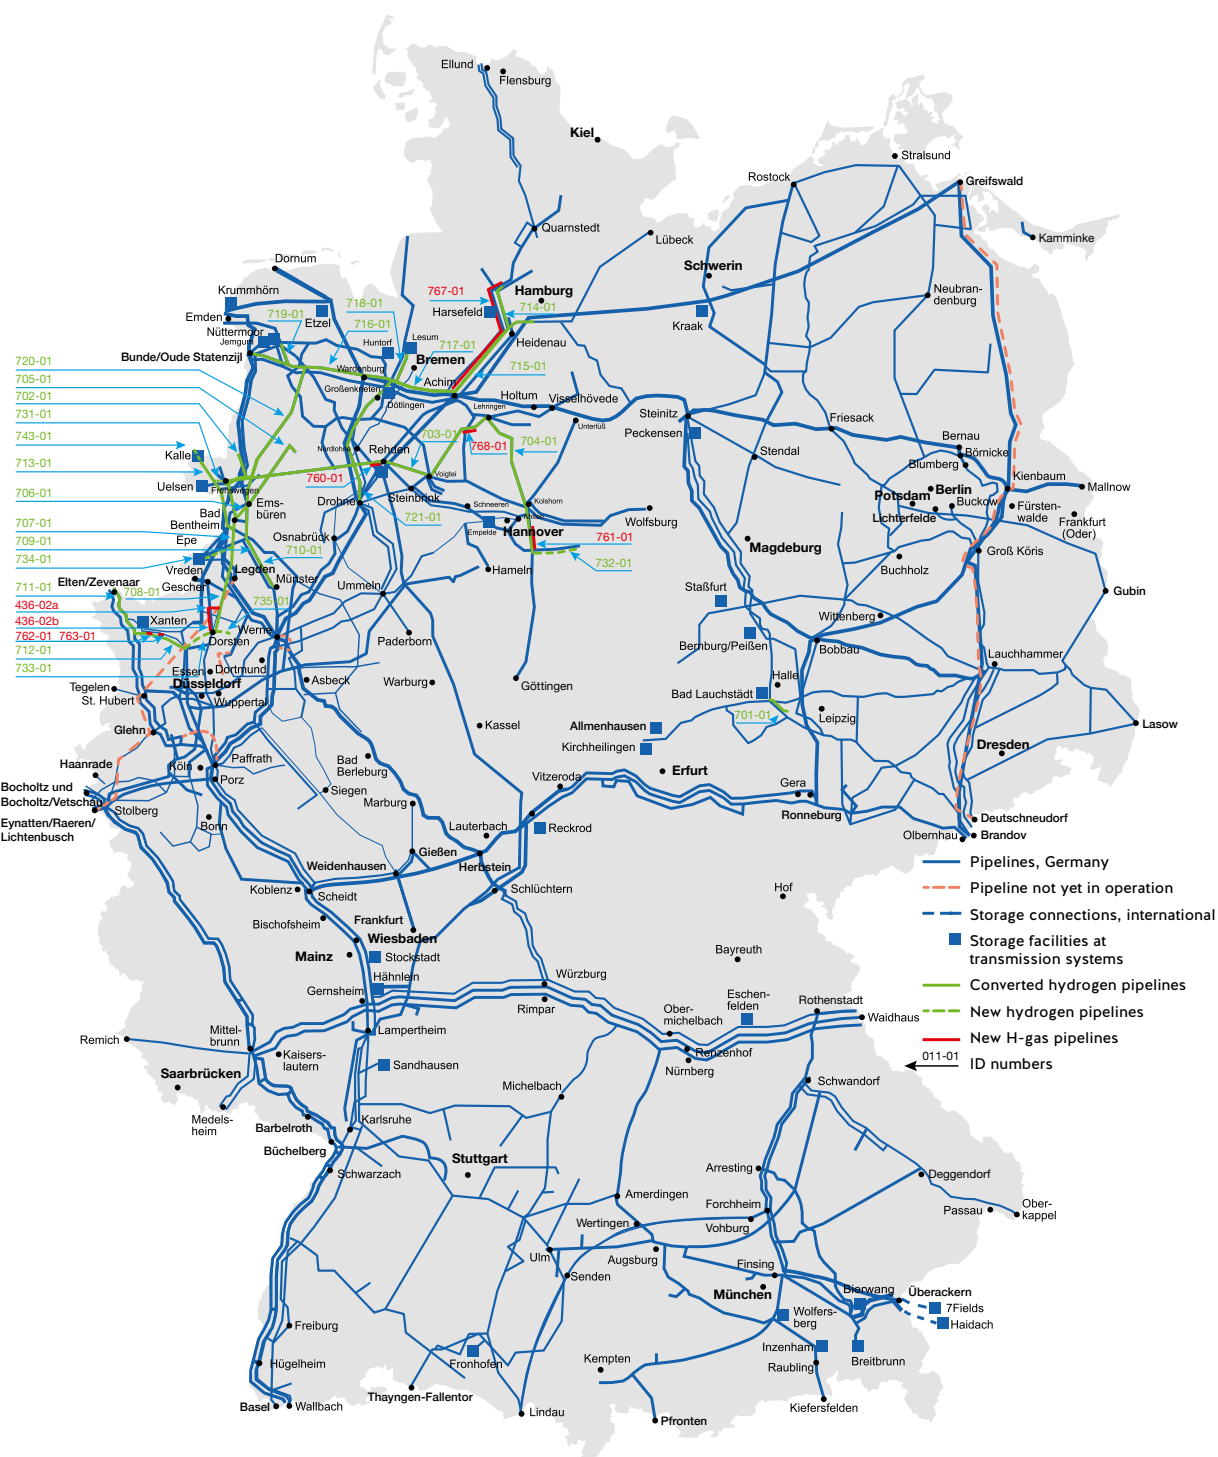 Ellund
Flensburg
Kiel
Stralsund
Rostock
Greifswald
Quarnstedt
Lübeck
Kamminke
Dornum
Schwerin
Krummhörn
718-01
767-01
Hamburg
Neubran-
denburg
Emden
719-01
Etzel
716-01
Harsefeld
714-01
Kraak
Nüttermoor
Jemgum
Huntorf
Lesum
717-01
Heidenau
Bunde/Oude Statenzijl
Bremen
720-01
Wardenburg
715-01
705-01
Großenkneten
Achim
702-01
Dötlingen
Holtum
Visselhövede
731-01
Lehringen
Steinitz
Friesack
Unterlüß
Peckensen
743-01
703-01
768-01
704-01
Bernau
Kalle
Nordlohne
Rehden
Stendal
Börnicke
713-01
Blumberg
Uelsen
760-01
Voigtei
Kienbaum
Mallnow
706-01
Frenswegen
Steinbrink
Potsdam
Berlin
Ems-
büren
Drohne
Schneeren
Kolshorn
Buckow
Fürsten-
walde
707-01
Bad
Bentheim
721-01
Ahlten
Wolfsburg
Lichterfelde
Frankfurt
(Oder)
709-01
Epe
Osnabrück
Empelde
Hannover
761-01
Magdeburg
734-01
710-01
732-01
Groß Köris
Vreden
Legden
Hameln
Buchholz
Elten/Zevenaar
Gescher
Münster
Ummeln
Staßfurt
Gubin
711-01
708-01
735-01
436-02a
436-02b
Xanten
Wittenberg
762-01 763-01
Werne
Dorsten
Paderborn
Bernburg/Peißen
Bobbau
712-01
733-01
Essen
Dortmund
Lauchhammer
Tegelen
Düsseldorf
Asbeck
Warburg
Göttingen
Halle
St. Hubert
Wuppertal
Bad Lauchstädt
701-01
Leipzig
Glehn
Kassel
Allmenhausen
Lasow
Kirchheilingen
Dresden
Haanrade
Köln
Paffrath
Bad
Berleburg
Vitzeroda
Erfurt
Porz
Gera
Bocholtz und
Bocholtz/Vetschau
Siegen
Marburg
Stolberg
Ronneburg
Eynatten/Raeren/
Lichtenbusch
Bonn
Lauterbach
Reckrod
Deutschneudorf
Olbernhau
Brandov
Gießen
Weidenhausen
Herbstein
Pipelines, Germany
Koblenz
Scheidt
Schlüchtern
Hof
Pipeline not yet in operation
Bischofsheim
Frankfurt
Storage connections, international
Wiesbaden
Storage facilities at
transmission systems
Mainz
Stockstadt
Bayreuth
Hähnlein
Würzburg
Converted hydrogen pipelines
Gernsheim
Eschen-
felden
Rothenstadt
Rimpar
Ober-
michelbach
New hydrogen pipelines
Waidhaus
Remich
Mittel-
brunn
Lampertheim
New H-gas pipelines
Kaisers-
lautern
Renzenhof
011-01
ID numbers
Saarbrücken
Sandhausen
Nürnberg
Michelbach
Schwandorf
Medels-
heim
Karlsruhe
Barbelroth
Büchelberg
Stuttgart
Schwarzach
Arresting
Deggendorf
Amerdingen
Forchheim
Passau
Ober-
kappel
Wertingen
Vohburg
Ulm
Augsburg
Finsing
Senden
München
Bierwang
Überackern
7Fields
Wolfers-
berg
Haidach
Freiburg
Inzenham
Hügelheim
Fronhofen
Kempten
Raubling
Breitbrunn
Basel
Wallbach
Thayngen-Fallentor
Lindau
Kiefersfelden
Pfronten